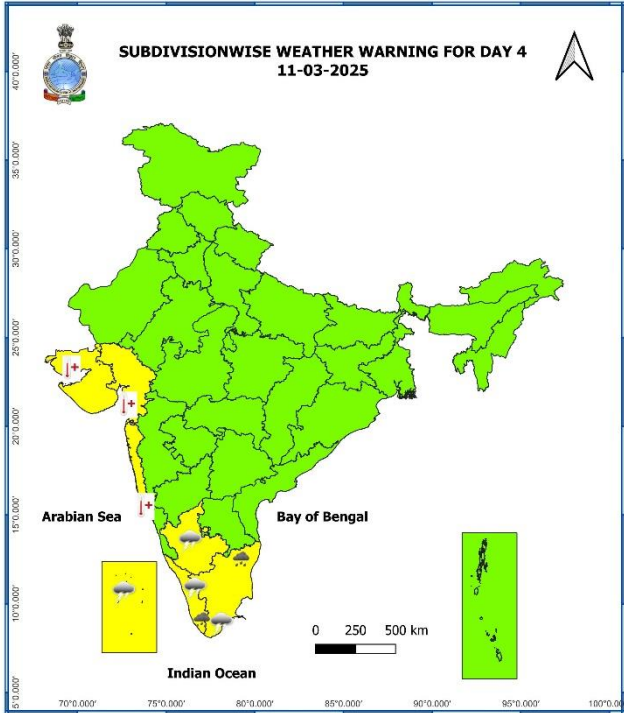 SUBDIVISIONWISE WEATHER WARNING FOR DAY 4
11-03-2025
40°0.000'
35°0.000'
30°0.000'
25°0.000'
20°0.000'
15°0.000'
10°0.000'
5°0.000'
Arabian Sea
Bay of Bengal
0 250 500 km
Indian Ocean
70°0.000' 75°0.000' 80°0.000' 85°0.000' 90°0.000' 95°0.000' 100°0.00